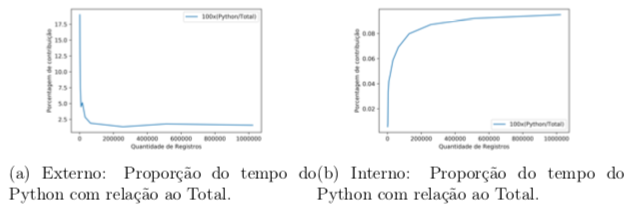 17.5
15.0
12.5
10.0
7.5
5.0
2.5
Porcentagem de contribuição
100x(Python/Total)
0 200000 400000 600000 800000 1000000
Quantidade de Registros
0.08
0.06
0.04
0.02
Porcentagem de contribuição
100x(Python/Total)
0 200000 400000 600000 800000 1000000
Quantidade de Registros
(a) Externo: Proporção do tempo do
Python com relação ao Total.
(b) Interno: Proporção do tempo do
Python com relação ao Total.